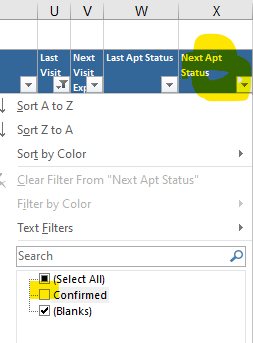 U V W X
Last Next Last Apt Status Next Apt
Visit Visit Status
Exp
Sort A to Z
Sort Z to A
Sort by Color
Clear Filter From "Next Apt Status"
Filter by Color
Text Filters
Search
(Select All)
Confirmed
(Blanks)